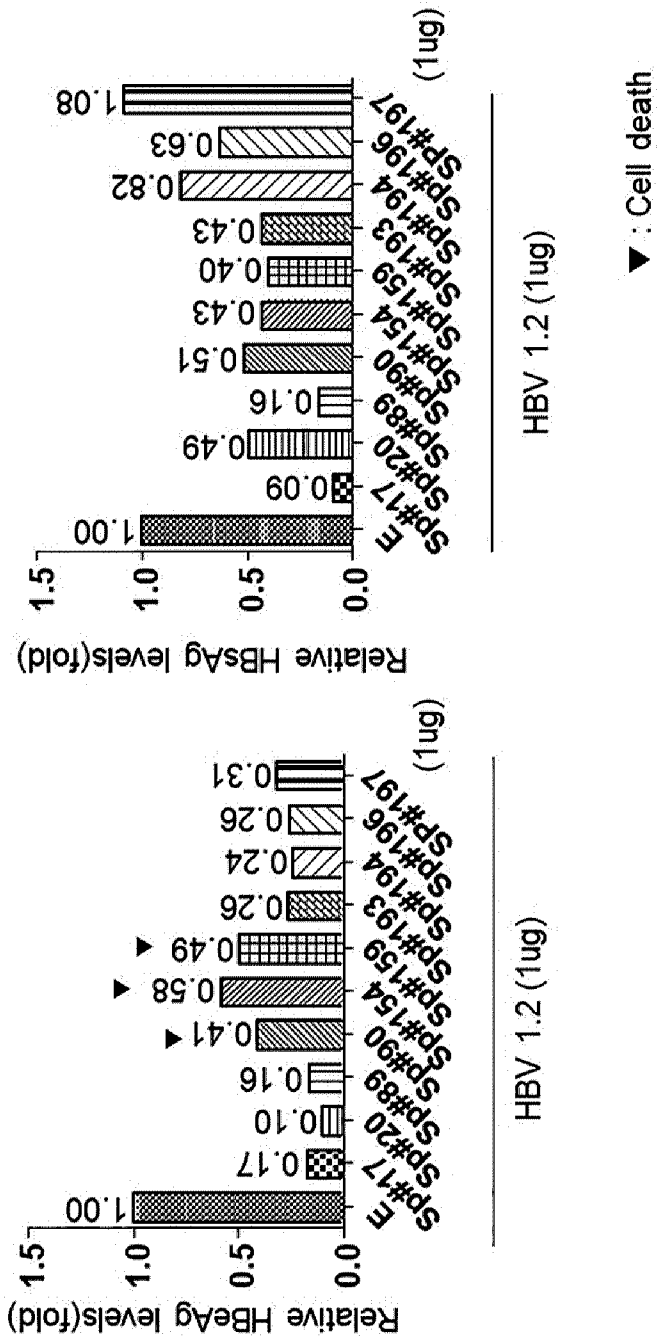 Relative HBeAg levels(fold)
1.5
1.0
0.5
0.0
1.00
0.17
0.10
0.16
0.41
0.58
0.49
0.26
0.24
0.26
0.31
E
Sp#17
Sp#20
Sp#89
Sp#90
Sp#154
Sp#159
Sp#193
Sp#194
Sp#196
SP#197
(1ug)
HBV 1.2 (1ug)
Relative HBsAg levels(fold)
1.5
1.0
0.5
0.0
1.00
0.09
0.49
0.16
0.51
0.43
0.40
0.43
0.82
0.63
1.08
E
Sp#17
Sp#20
Sp#89
Sp#90
Sp#154
Sp#159
Sp#193
Sp#194
Sp#196
SP#197
(1ug)
HBV 1.2 (1ug)
▼ : Cell death